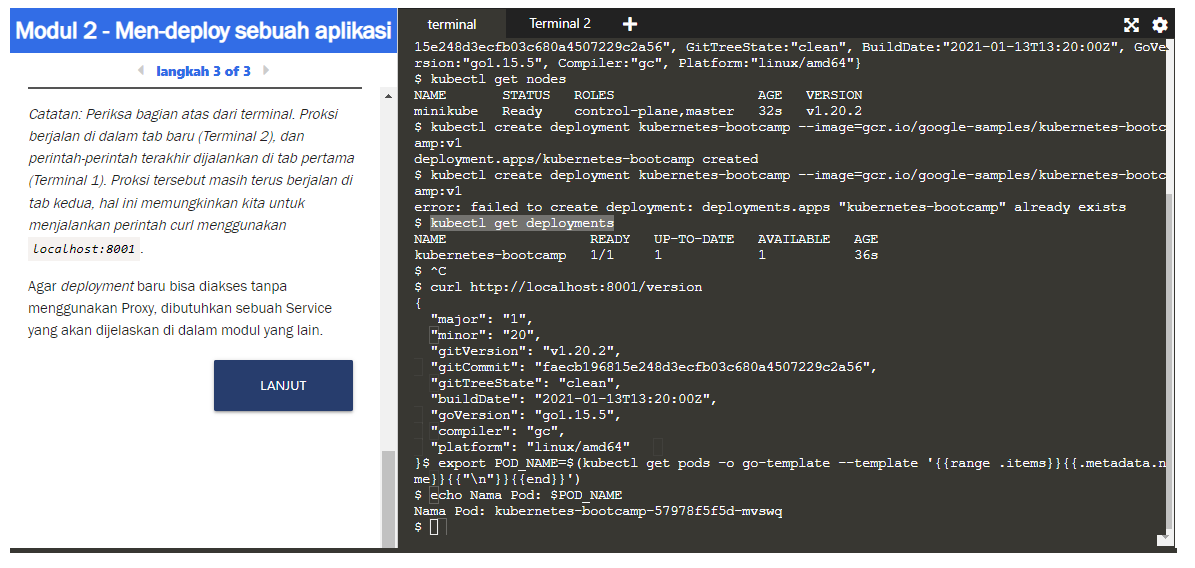 Modul 2 - Men-deploy sebuah aplikasi
langkah 3 of 3
Catatan: Periksa bagian atas dari terminal. Proksi
berjalan di dalam tab baru (Terminal 2), dan
perintah-perintah terakhir dijalankan di tab pertama
(Terminal 1). Proksi tersebut masih terus berjalan di
tab kedua, hal ini memungkinkan kita untuk
menjalankan perintah curl menggunakan
localhost:8001 .
Agar deployment baru bisa diakses tanpa
menggunakan Proxy, dibutuhkan sebuah Service
yang akan dijelaskan di dalam modul yang lain.
LANJUT
terminal
Terminal 2
15e248d3ecfb03c680a4507229c2a56", GitTreeState:"clean", BuildDate:"2021-01-13T13:20:00Z", GoVe
rsion:"go1.15.5", Compiler:"gc", Platform:"linux/amd64"}
$ kubectl get nodes
NAME STATUS ROLES AGE VERSION
minikube Ready control-plane,master 32s v1.20.2
$ kubectl create deployment kubernetes-bootcamp --image=gcr.io/google-samples/kubernetes-bootc
amp:v1
deployment.apps/kubernetes-bootcamp created
$ kubectl create deployment kubernetes-bootcamp --image=gcr.io/google-samples/kubernetes-bootc
amp:v1
error: failed to create deployment: deployments.apps "kubernetes-bootcamp" already exists
$ kubectl get deployments
NAME READY UP-TO-DATE AVAILABLE AGE
kubernetes-bootcamp 1/1 1 1 36s
$ ^C
$ curl http://localhost:8001/version
{
"major": "1",
"minor": "20",
"gitVersion": "v1.20.2",
"gitCommit": "faecb196815e248d3ecfb03c680a4507229c2a56",
"gitTreeState": "clean",
"buildDate": "2021-01-13T13:20:00Z",
"goVersion": "go1.15.5",
"compiler": "gc",
"platform": "linux/amd64"
}$ export POD_NAME=$(kubectl get pods -o go-template --template '{{range .items}}{{.metadata.n
me}}{{"\n"}}{{end}}')
$ echo Nama Pod: $POD_NAME
Nama Pod: kubernetes-bootcamp-57978f5f5d-mvswq
$